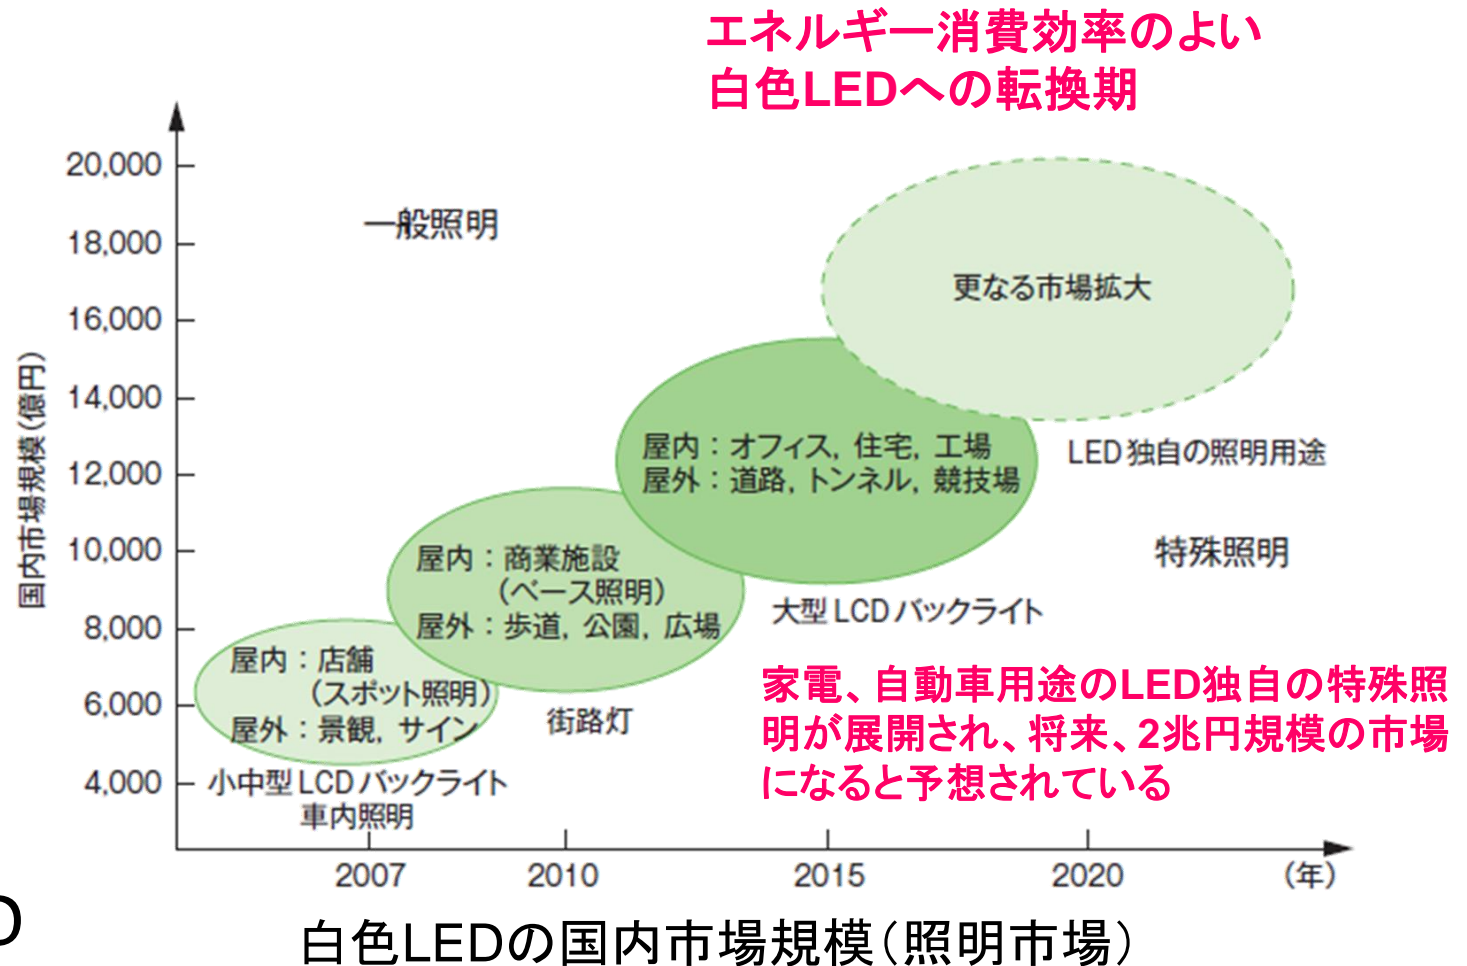 エネルギー消費効率のよい
白色LEDへの転換期
20,000
18,000
16,000
14,000
12,000
10,000
8,000
6,000
4,000
国内市場規模(億円)
一般照明
更なる市場拡大
屋内：オフィス, 住宅, 工場
屋外：道路, トンネル, 競技場
LED 独自の照明用途
屋内：商業施設
(ベース照明)
屋外：歩道, 公園, 広場
特殊照明
大型 LCD バックライト
屋内：店舗
(スポット照明)
屋外：景観, サイン
街路灯
小中型 LCD バックライト
車内照明
家電、自動車用途のLED独自の特殊照
明が展開され、将来、2兆円規模の市場
になると予想されている
2007
2010
2015
2020
(年)
D
白色LEDの国内市場規模(照明市場)